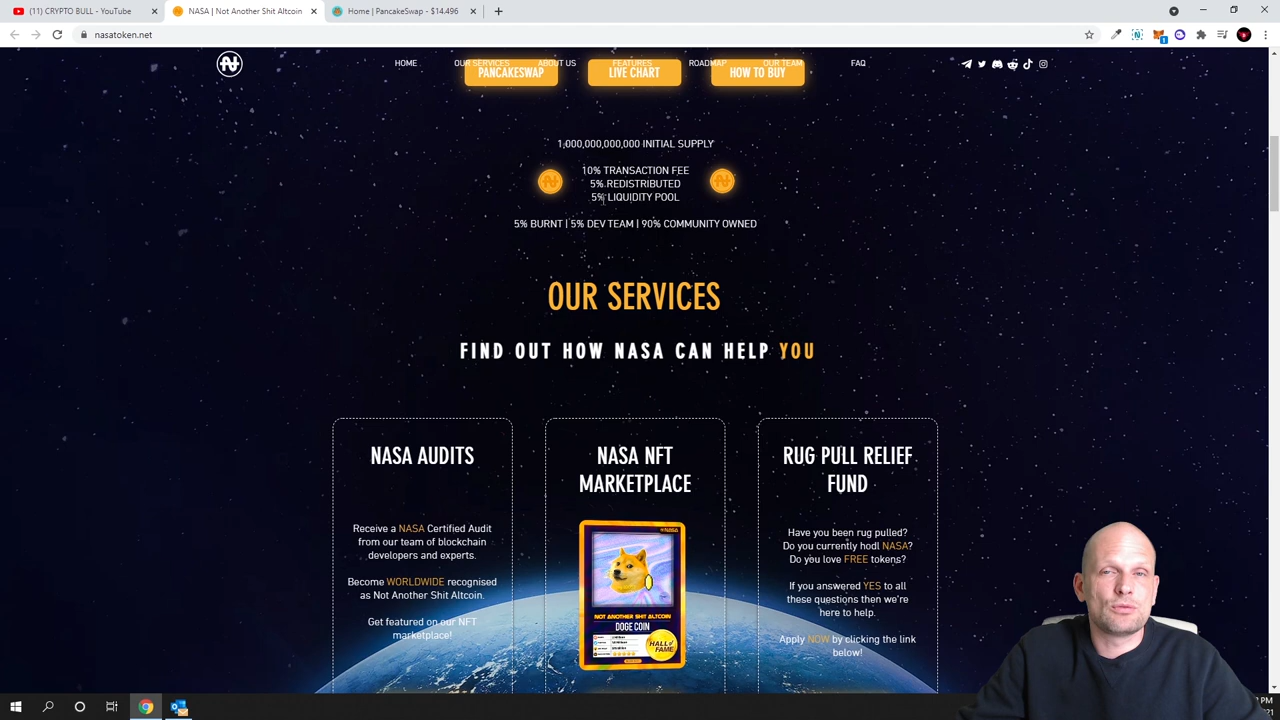 (11) CRYPTO BULL - YouTube
NASA | Not Another Shit Altcoin
Home | PancakeSwap - $14.496
nasatoken.net
HOME
OUR SERVICES
ABOUT US
FEATURES
ROADMAP
OUR TEAM
FAQ
PANCAKESWAP
LIVE CHART
HOW TO BUY
1,000,000,000,000 INITIAL SUPPLY
10% TRANSACTION FEE
5% REDISTRIBUTED
5% LIQUIDITY POOL
5% BURNT | 5% DEV TEAM | 90% COMMUNITY OWNED
OUR SERVICES
FIND OUT HOW NASA CAN HELP YOU
NASA AUDITS
Receive a NASA Certified Audit
from our team of blockchain
developers and experts.
Become WORLDWIDE recognised
as Not Another Shit Altcoin.
Get featured on our NFT
marketplace!
NASA NFT
MARKETPLACE
NASA
NOT ANOTHER SHIT ALTCOIN
DOGE COIN
HALL OF
FAME
RUG PULL RELIEF
FUND
Have you been rug pulled?
Do you currently hodl NASA?
Do you love FREE tokens?
If you answered YES to all
these questions then we're
here to help.
Apply NOW by clicking the link
below!
PM